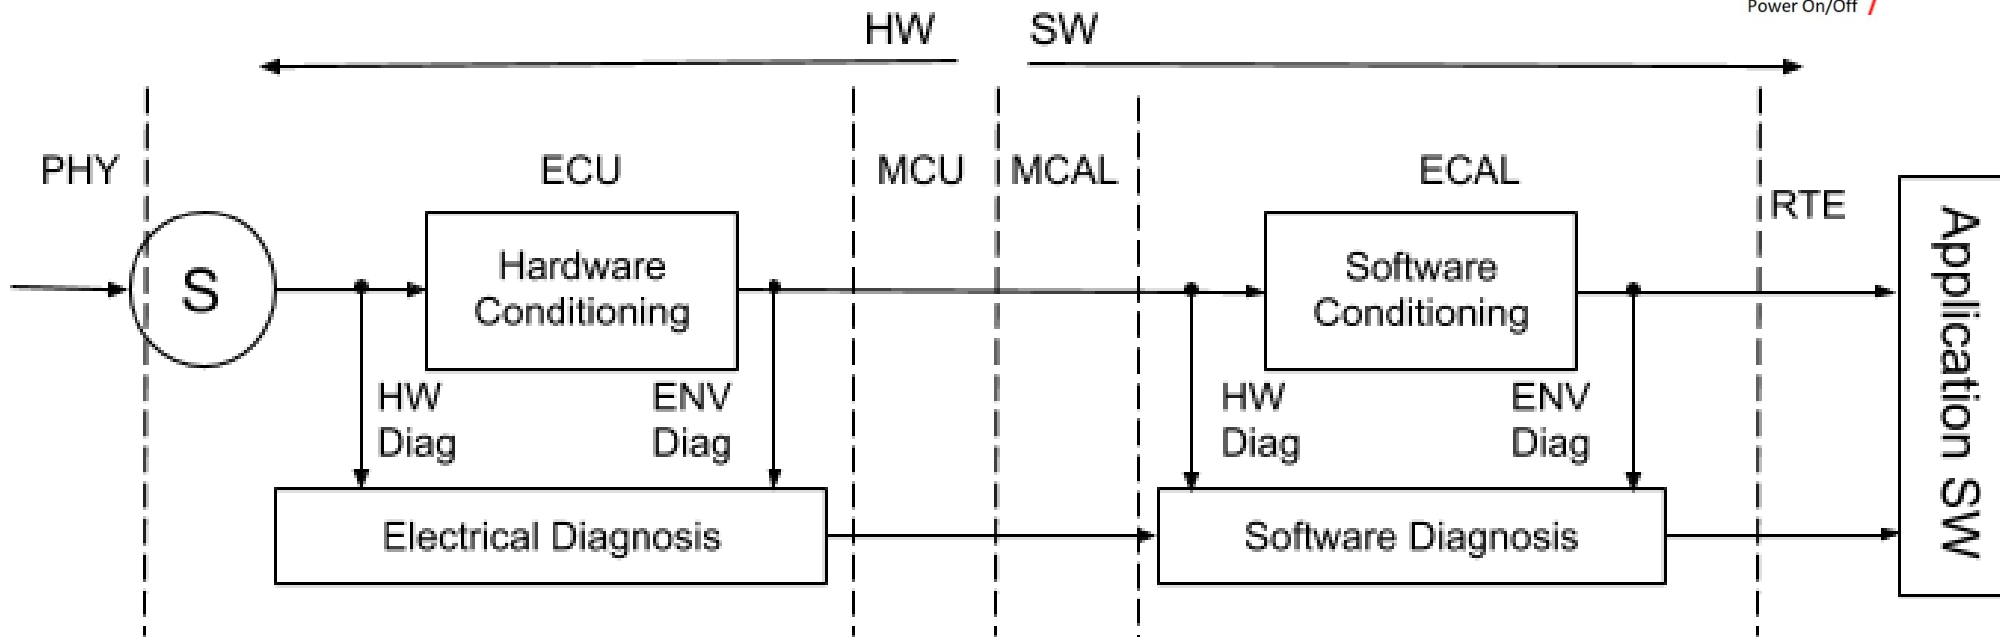 Power On/Off
HW
SW
PHY
ECU
MCU
MCAL
ECAL
RTE
S
Hardware
Conditioning
Software
Conditioning
HW
Diag
ENV
Diag
HW
Diag
ENV
Diag
Electrical Diagnosis
Software Diagnosis
Application SW